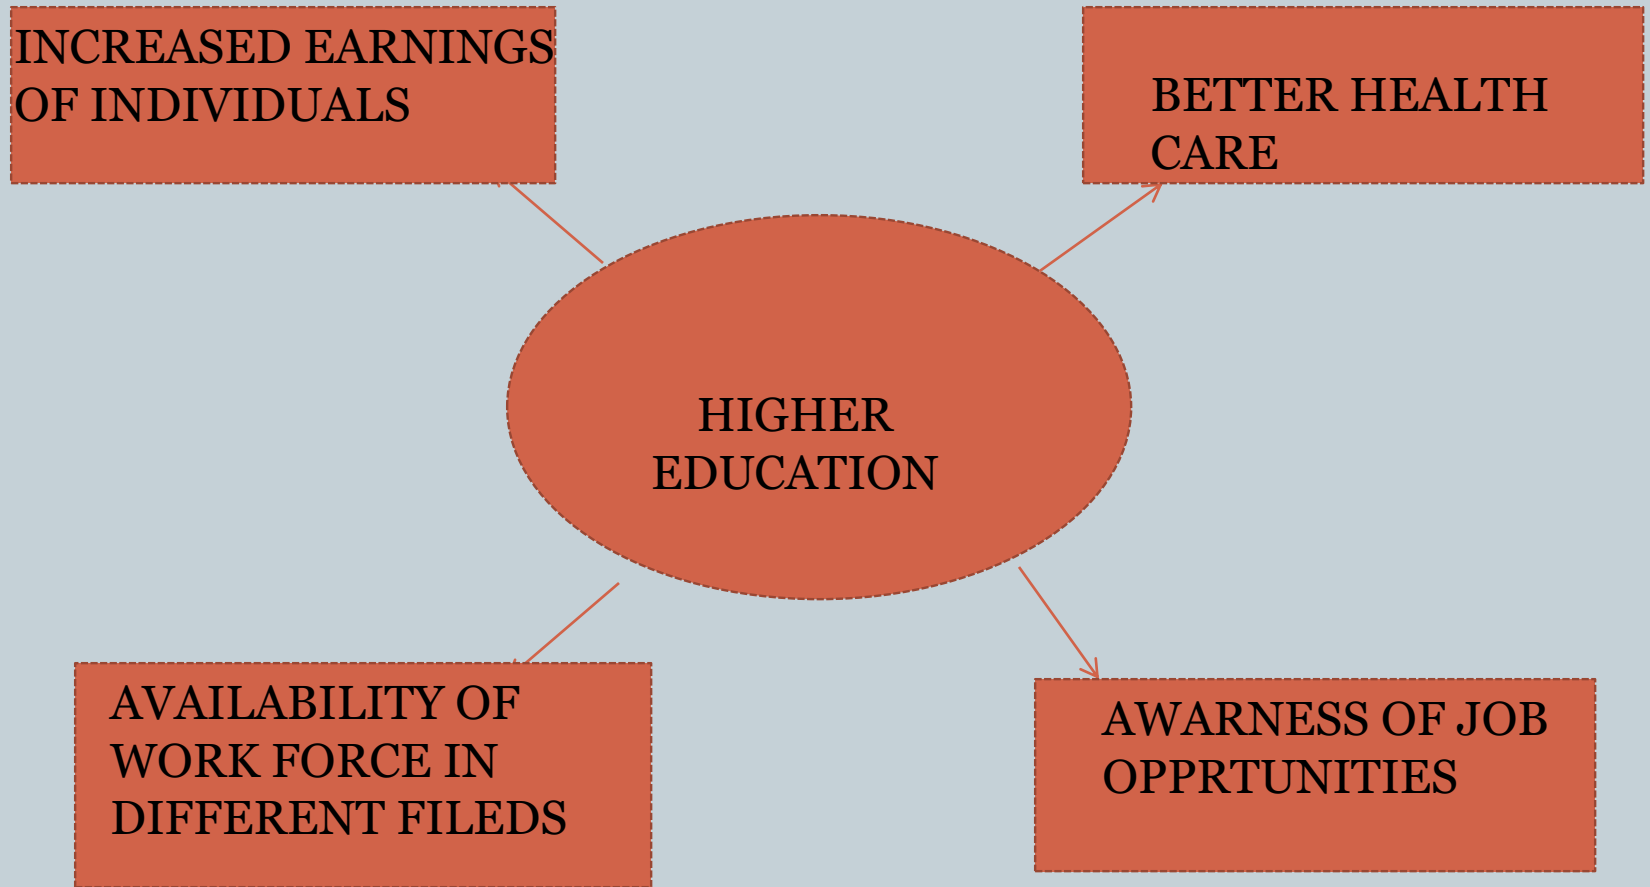 INCREASED EARNINGS
OF INDIVIDUALS
BETTER HEALTH
CARE
HIGHER
EDUCATION
AVAILABILITY OF
WORK FORCE IN
DIFFERENT FILEDS
AWARNESS OF JOB
OPPRTUNITIES